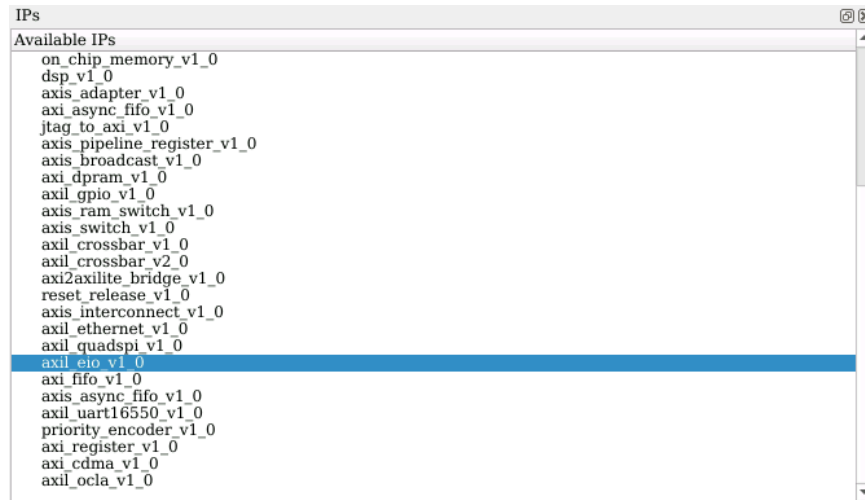 IPs
Available IPs
on_chip_memory_v1_0
dsp_v1_0
axis_adapter_v1_0
axi_async_fifo_v1_0
jtag_to_axi_v1_0
axis_pipeline_register_v1_0
axis_broadcast_v1_0
axi_dpram_v1_0
axil_gpio_v1_0
axis_ram_switch_v1_0
axis_switch_v1_0
axil_crossbar_v1_0
axil_crossbar_v2_0
axi2axilite_bridge_v1_0
reset_release_v1_0
axis_interconnect_v1_0
axil_ethernet_v1_0
axil_quadspi_v1_0
axil_eio_v1_0
axi_fifo_v1_0
axis_async_fifo_v1_0
axil_uart16550_v1_0
priority_encoder_v1_0
axi_register_v1_0
axi_cdma_v1_0
axil_ocla_v1_0